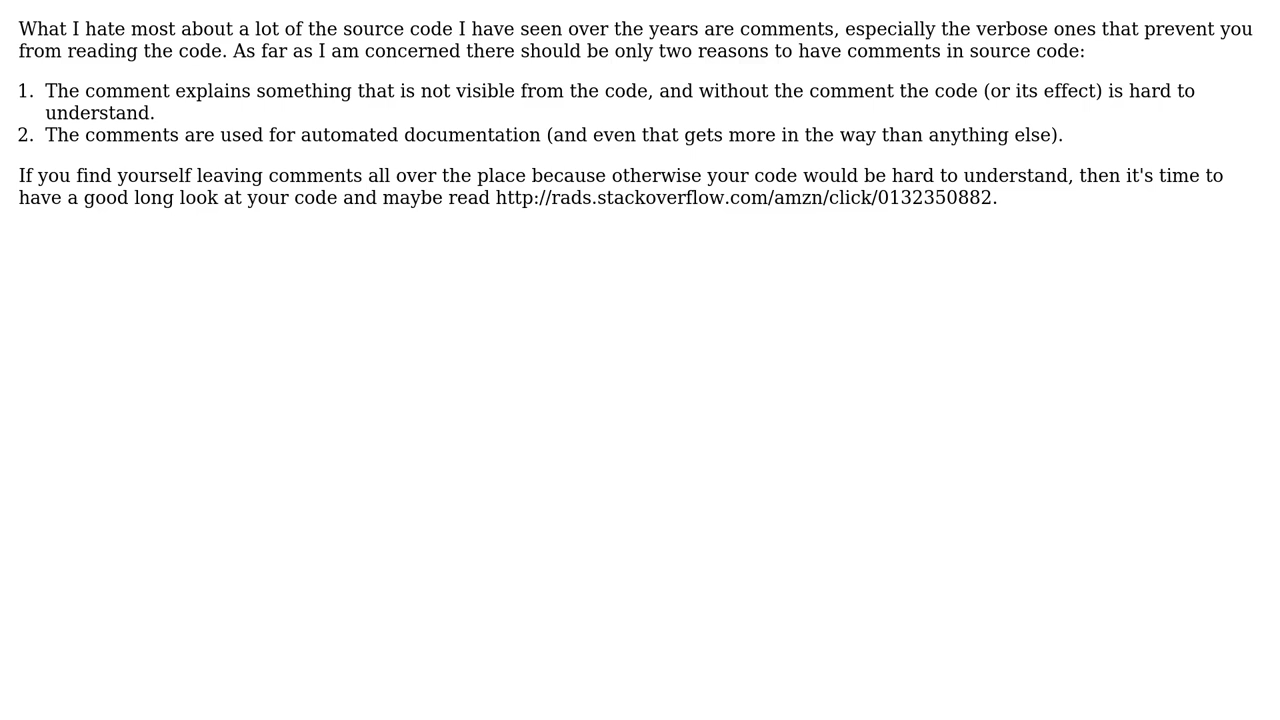 What I hate most about a lot of the source code I have seen over the years are comments, especially the verbose ones that prevent you
from reading the code. As far as I am concerned there should be only two reasons to have comments in source code:
1. The comment explains something that is not visible from the code, and without the comment the code (or its effect) is hard to
understand.
2. The comments are used for automated documentation (and even that gets more in the way than anything else).
If you find yourself leaving comments all over the place because otherwise your code would be hard to understand, then it's time to
have a good long look at your code and maybe read http://rads.stackoverflow.com/amzn/click/0132350882.